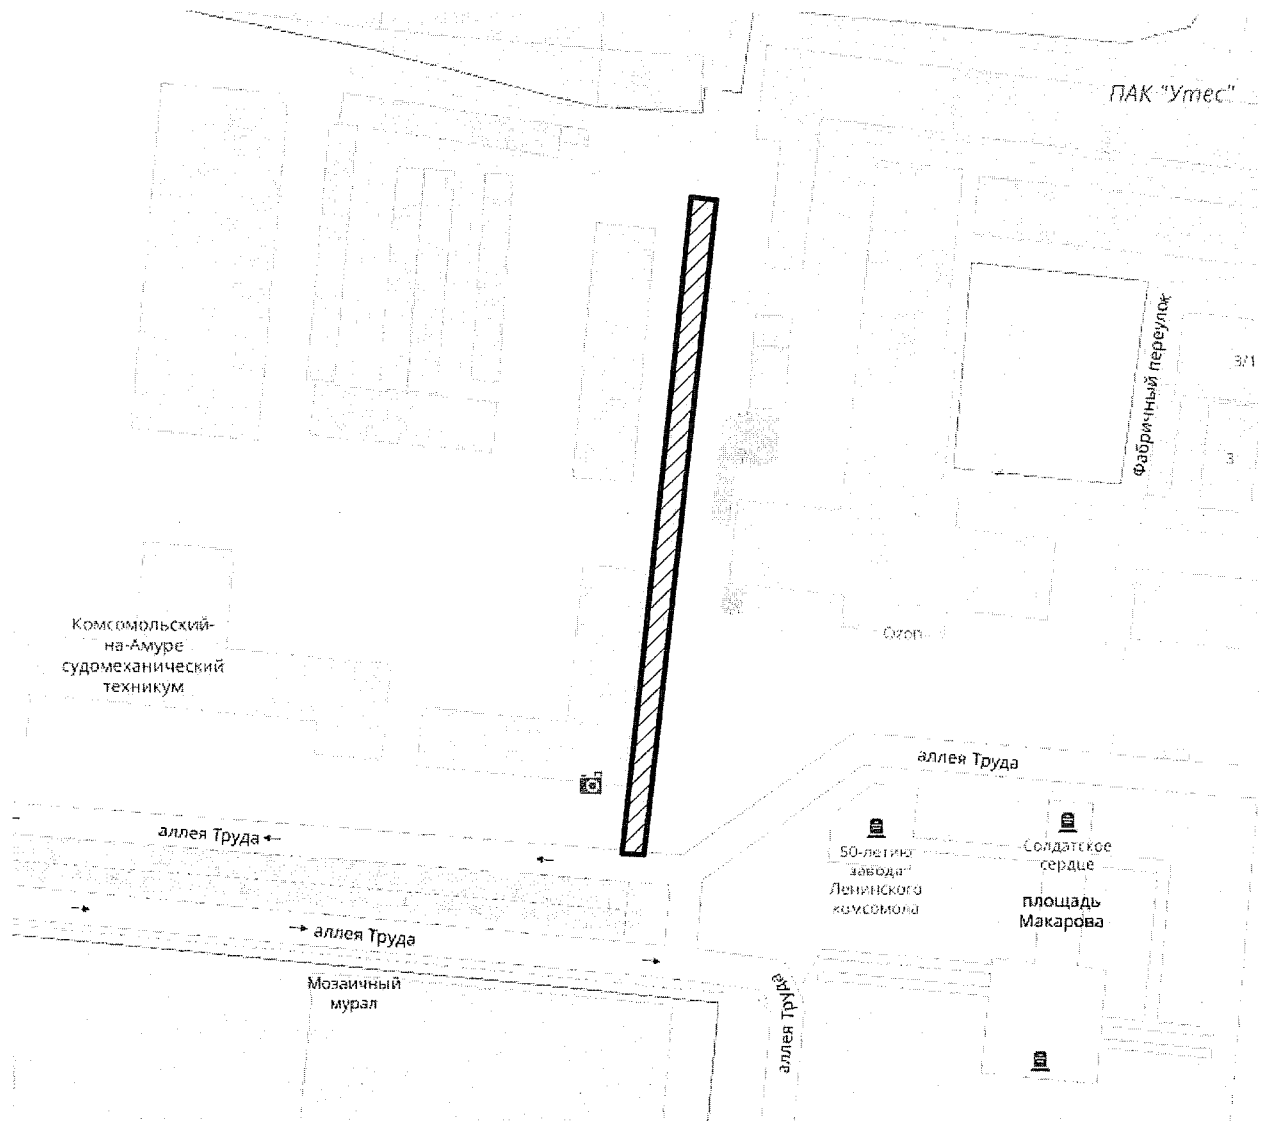 ПАК "Утес"
Фабричный переулок
3/1
3
Комсомольский-
на-Амуре
судомеханический
техникум
Ozon
аллея Труда
аллея Труда
50-летию
завода
Ленинского
комсомола
Солдатское
сердце
площадь
Макарова
аллея Труда
Мозаичный
мурал
аллея Труда